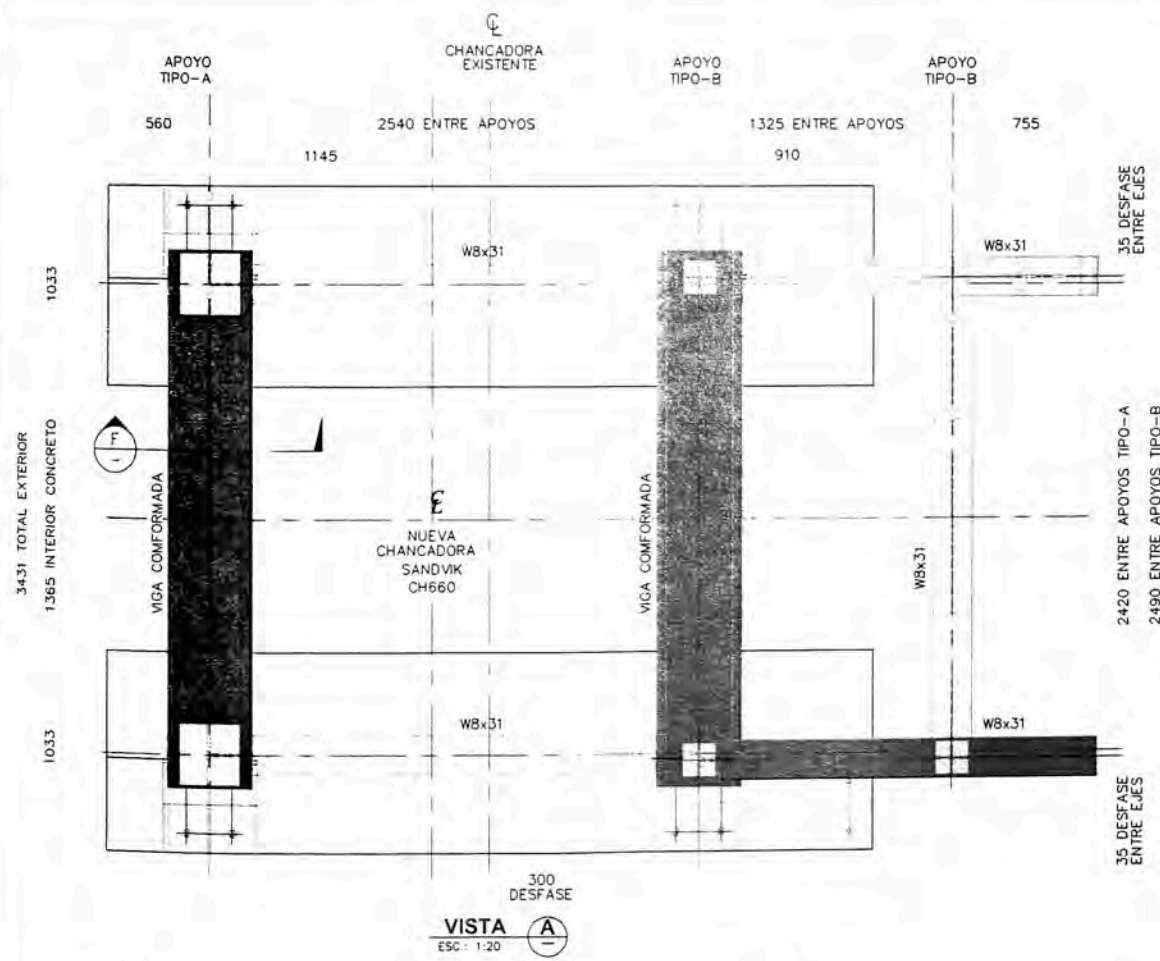 ℄
CHANCADORA
EXISTENTE
APOYO
TIPO-A
APOYO
TIPO-B
APOYO
TIPO-B
560
2540 ENTRE APOYOS
1325 ENTRE APOYOS
755
1145
910
35 DESFASE
ENTRE EJES
W8x31
W8x31
1033
F
-
3431 TOTAL EXTERIOR
1365 INTERIOR CONCRETO
VIGA COMFORMADA
℄
NUEVA
CHANCADORA
SANDVIK
CH660
VIGA COMFORMADA
W8x31
2420 ENTRE APOYOS TIPO-A
2490 ENTRE APOYOS TIPO-B
1033
W8x31
W8x31
35 DESFASE
ENTRE EJES
300
DESFASE
VISTA A
ESC.: 1:20 -